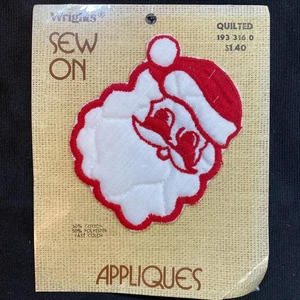 Wrights®
QUILTED
193 316 0
$1.40
SEW
ON
50% COTTON
50% POLYESTER
FAST COLOR
APPLIQUES